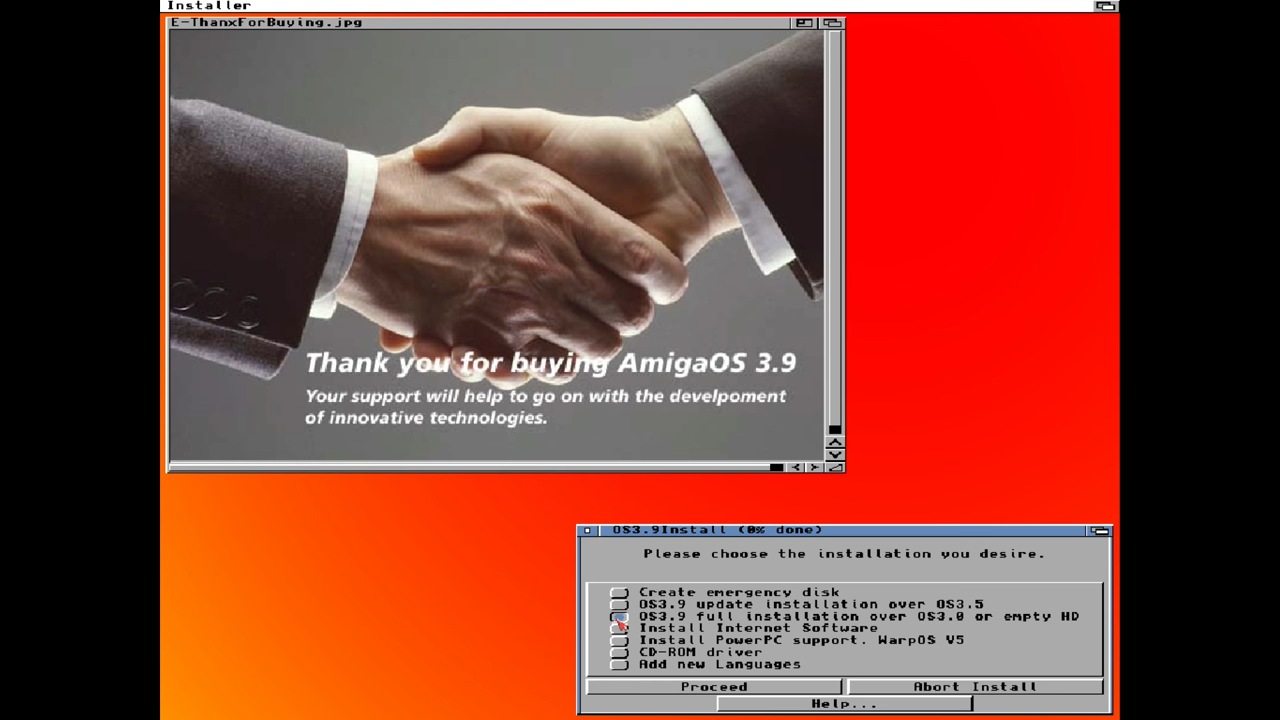 Installer
E-ThanxForBuying.jpg
Thank you for buying AmigaOS 3.9
Your support will help to go on with the develpoment
of innovative technologies.
OS3.9Install (0% done)
Please choose the installation you desire.
Create emergency disk
OS3.9 update installation over OS3.5
OS3.9 full installation over OS3.0 or empty HD
Install Internet Software
Install PowerPC support. WarpOS V5
CD-ROM driver
Add new Languages
Proceed
Abort Install
Help...